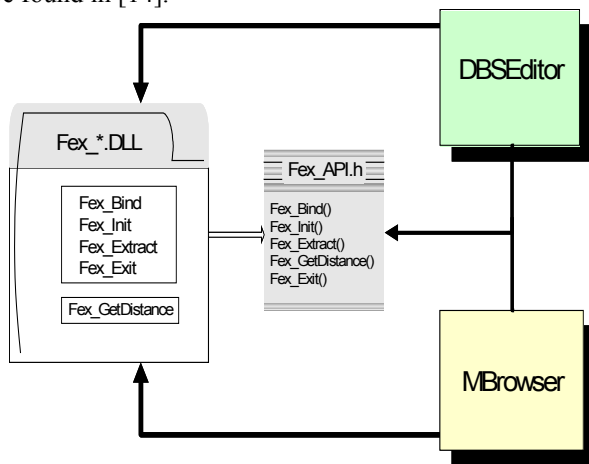 e found in [14].
DBSEditor
Fex_*.DLL
Fex_Bind
Fex_Init
Fex_Extract
Fex_Exit
Fex_GetDistance
Fex_API.h
Fex_Bind()
Fex_Init()
Fex_Extract()
Fex_GetDistance()
Fex_Exit()
MBrowser